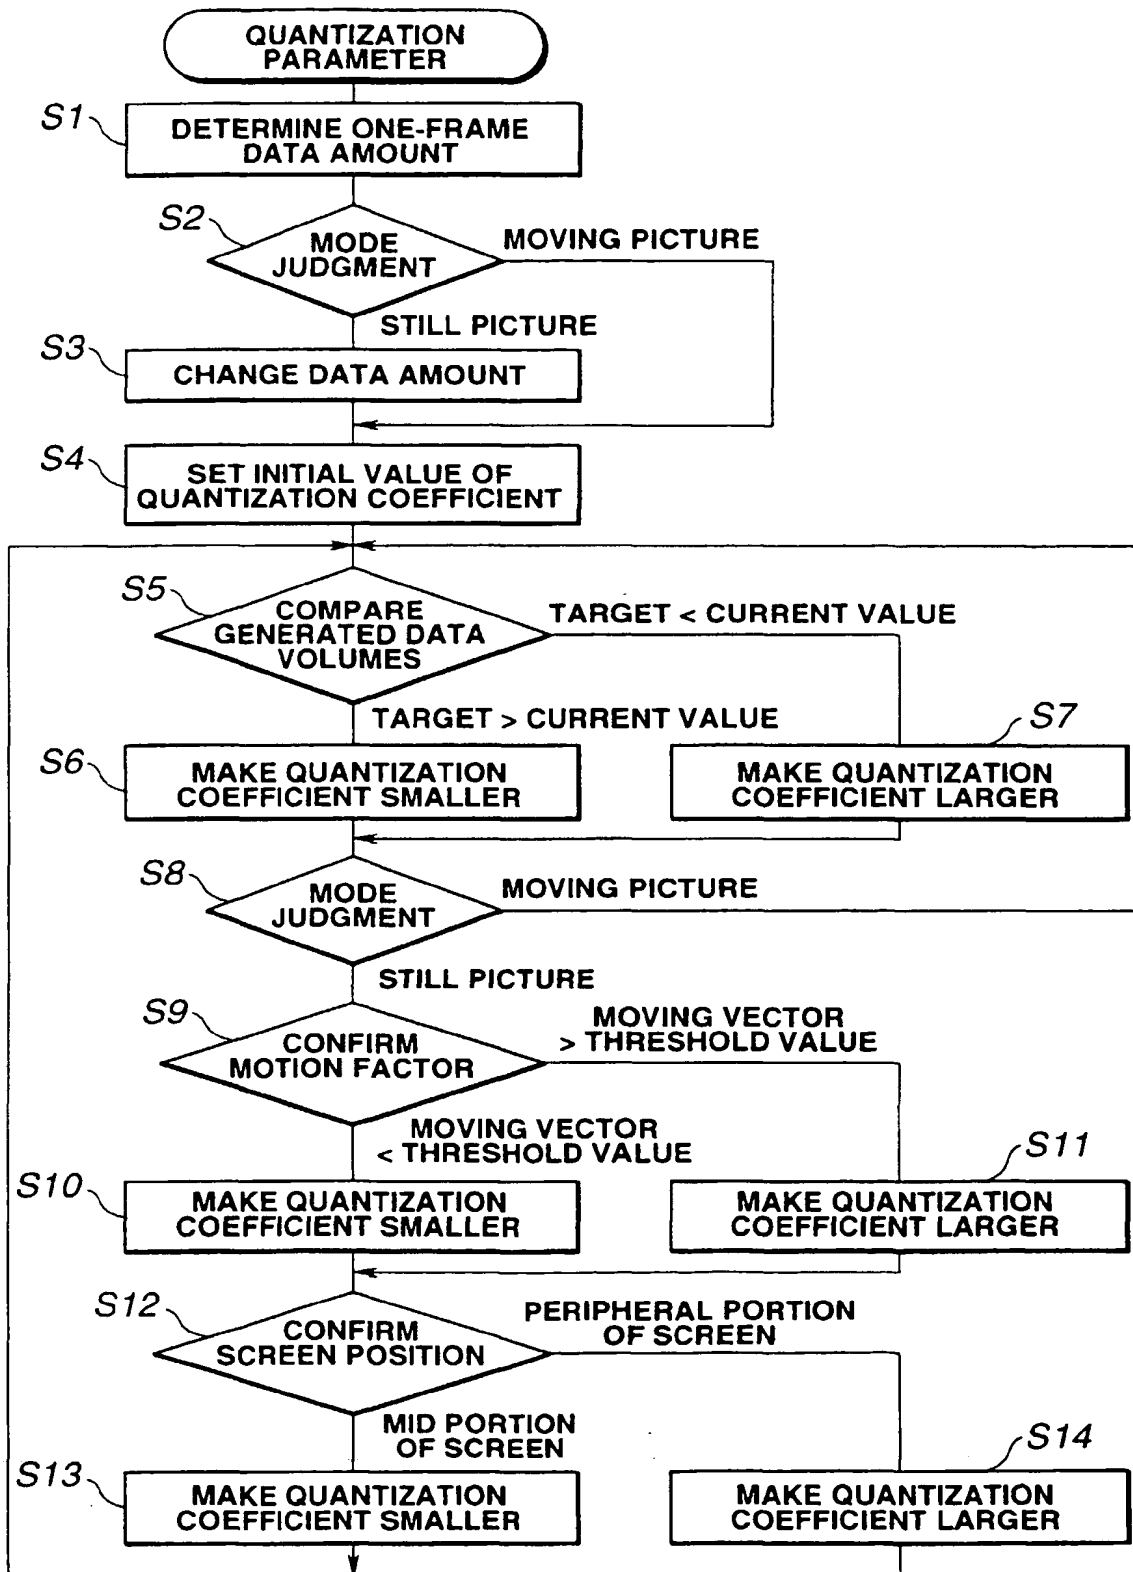 QUANTIZATION
PARAMETER
S1
DETERMINE ONE-FRAME
DATA AMOUNT
S2
MODE
JUDGMENT
MOVING PICTURE
STILL PICTURE
S3
CHANGE DATA AMOUNT
S4
SET INITIAL VALUE OF
QUANTIZATION COEFFICIENT
S5
COMPARE
GENERATED DATA
VOLUMES
TARGET < CURRENT VALUE
TARGET > CURRENT VALUE
S6
MAKE QUANTIZATION
COEFFICIENT SMALLER
S7
MAKE QUANTIZATION
COEFFICIENT LARGER
S8
MODE
JUDGMENT
MOVING PICTURE
STILL PICTURE
S9
CONFIRM
MOTION FACTOR
MOVING VECTOR
> THRESHOLD VALUE
MOVING VECTOR
< THRESHOLD VALUE
S10
MAKE QUANTIZATION
COEFFICIENT SMALLER
S11
MAKE QUANTIZATION
COEFFICIENT LARGER
S12
CONFIRM
SCREEN POSITION
PERIPHERAL PORTION
OF SCREEN
MID PORTION
OF SCREEN
S13
MAKE QUANTIZATION
COEFFICIENT SMALLER
S14
MAKE QUANTIZATION
COEFFICIENT LARGER